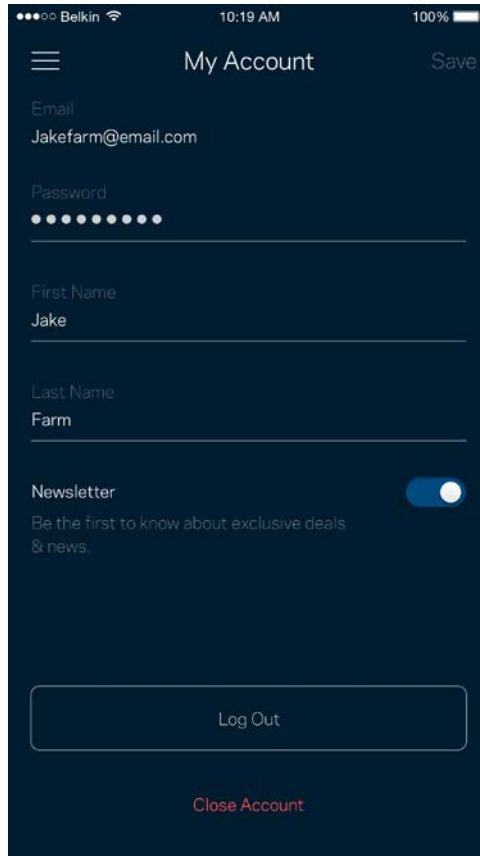 Belkin 10:19 AM 100%
My Account Save
Email
Jakefarm@email.com
Password
First Name
Jake
Last Name
Farm
Newsletter
Be the first to know about exclusive deals
& news.
Log Out
Close Account